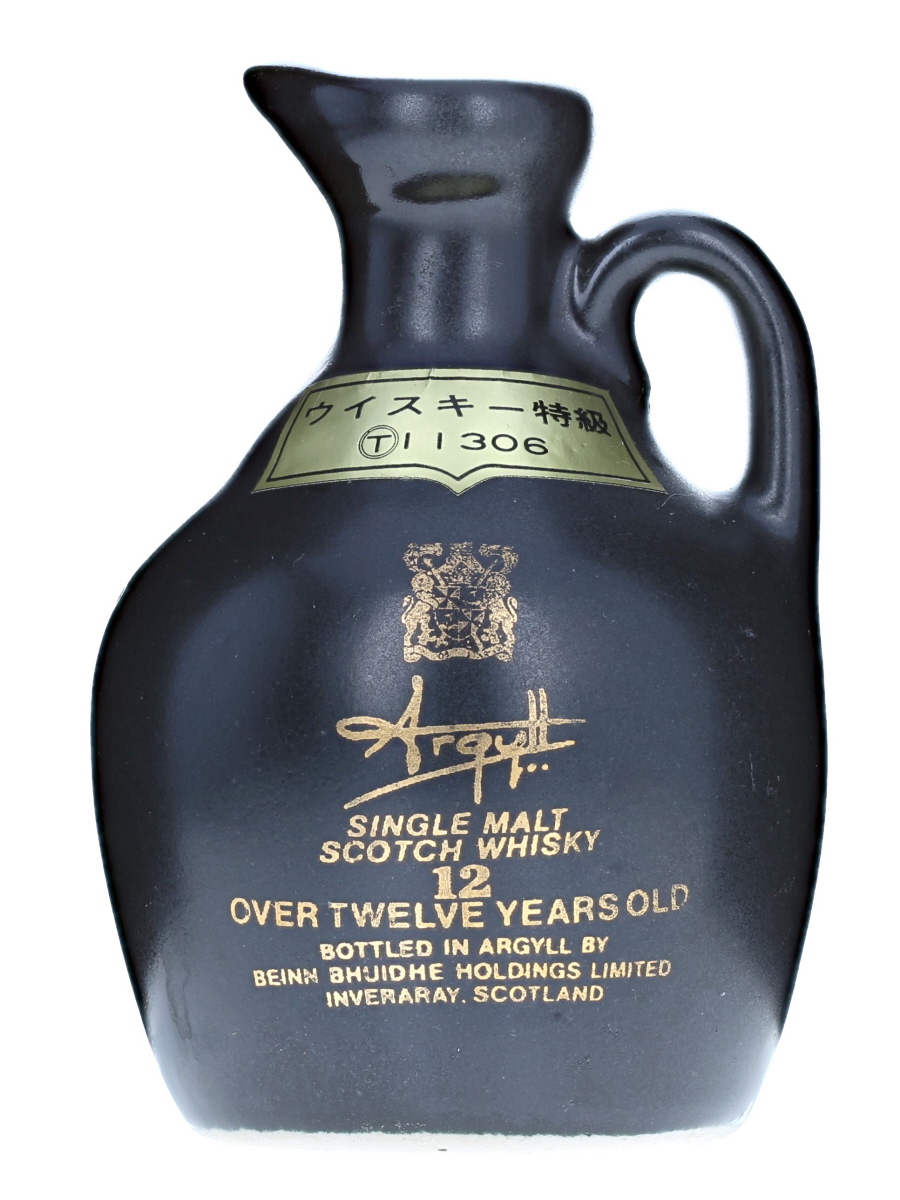 ウイスキー特級
Ⓣ11306
Argyll
SINGLE MALT
SCOTCH WHISKY
12
OVER TWELVE YEARS OLD
BOTTLED IN ARGYLL BY
BEINN BHUIDHE HOLDINGS LIMITED
INVERARAY, SCOTLAND